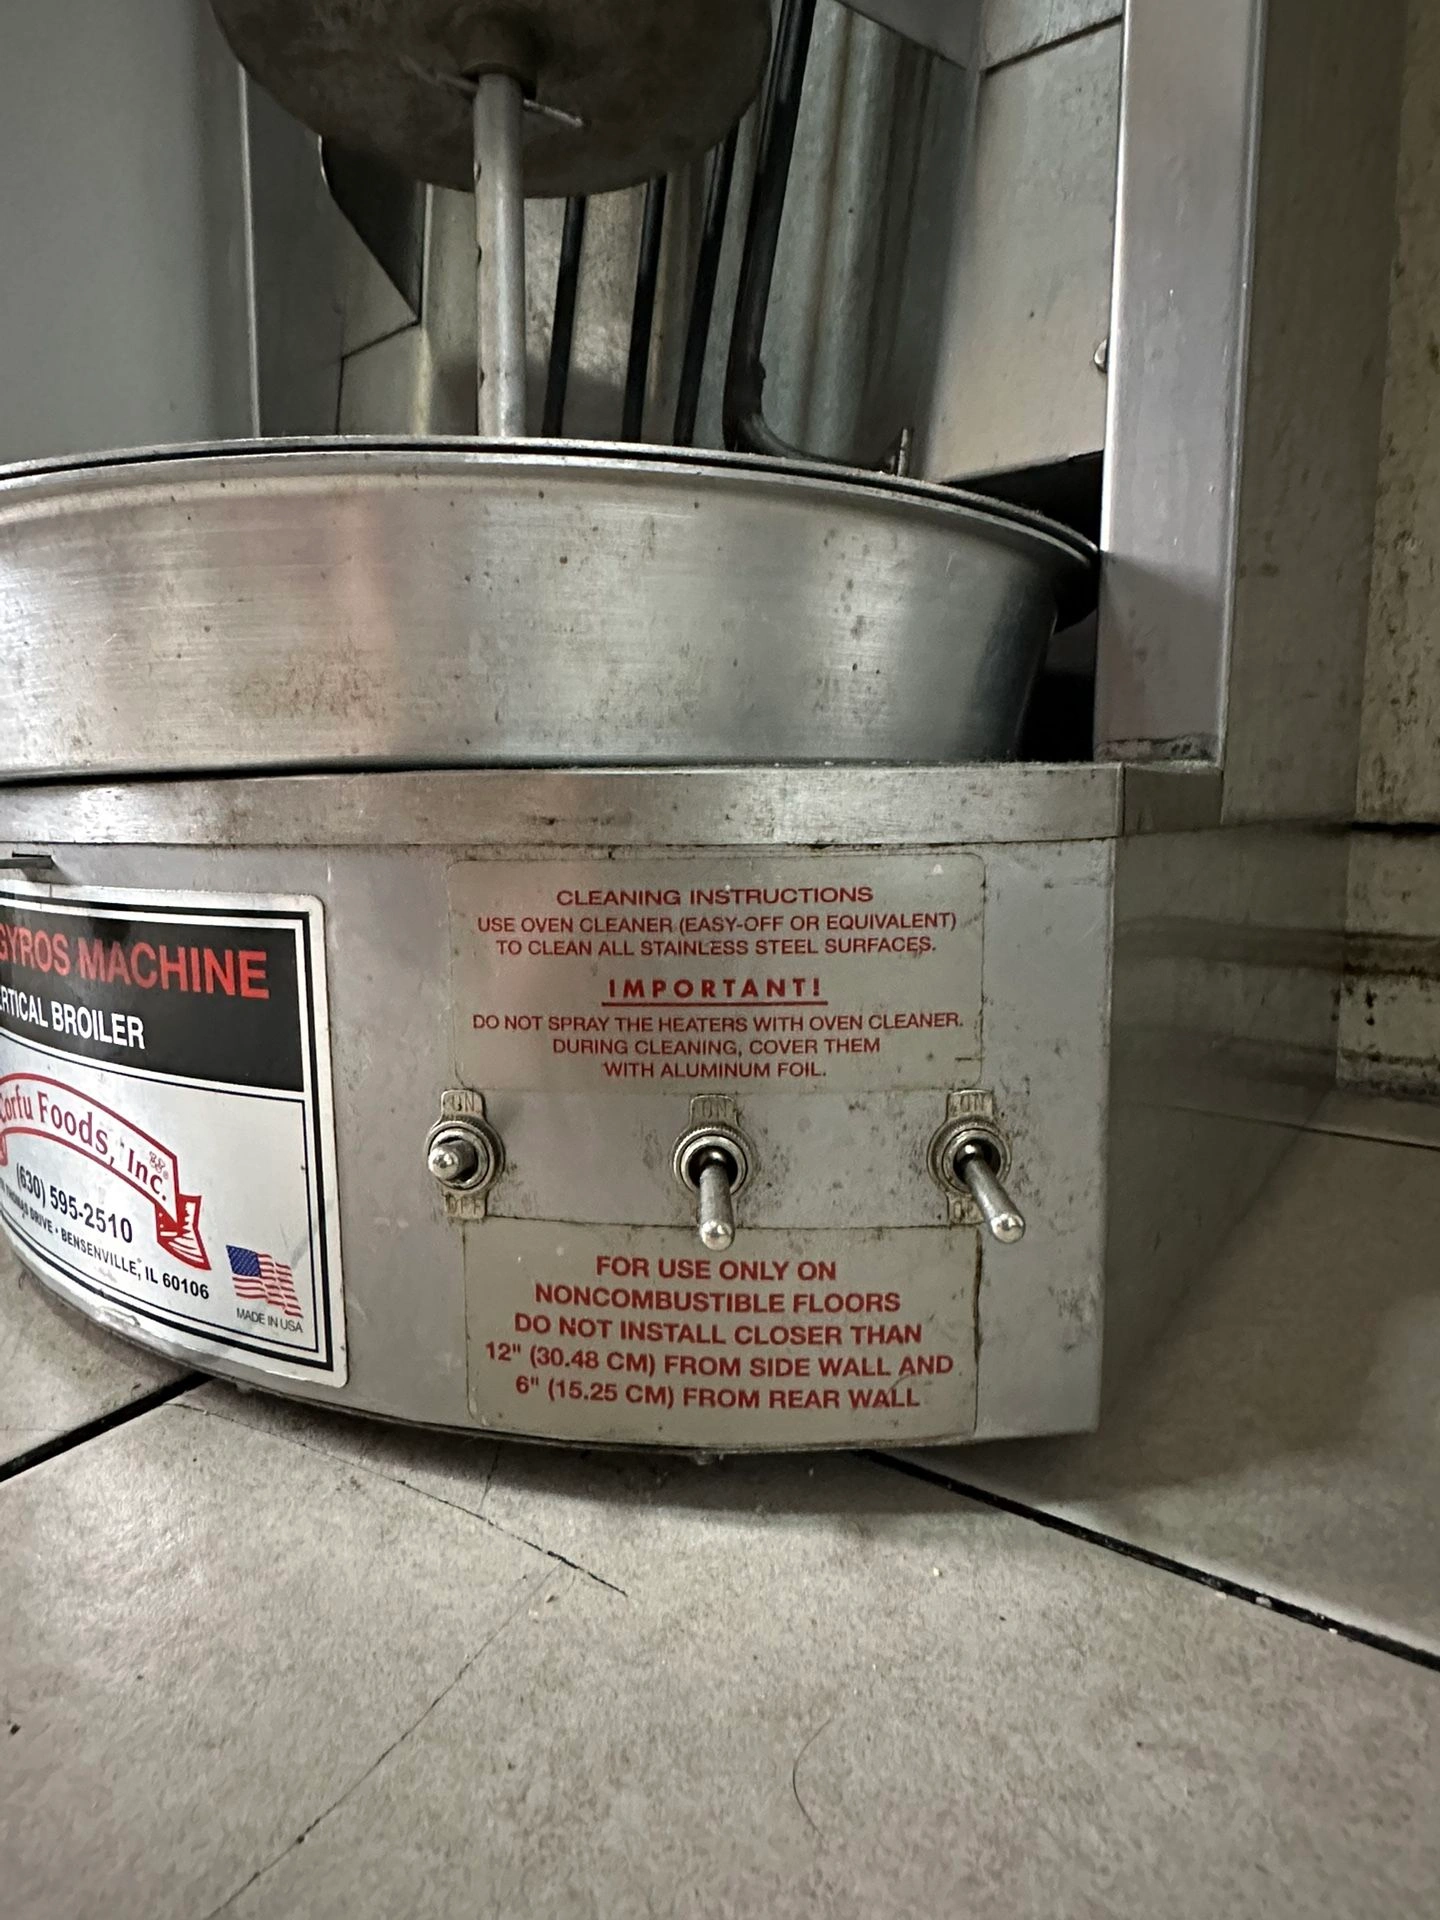 GYROS MACHINE
VERTICAL BROILER
Corfu Foods, Inc.
(630) 595-2510
DRIVE • BENSENVILLE, IL 60106
MADE IN USA
CLEANING INSTRUCTIONS
USE OVEN CLEANER (EASY-OFF OR EQUIVALENT)
TO CLEAN ALL STAINLESS STEEL SURFACES.
IMPORTANT!
DO NOT SPRAY THE HEATERS WITH OVEN CLEANER.
DURING CLEANING, COVER THEM
WITH ALUMINUM FOIL.
ON ON ON
OFF
FOR USE ONLY ON
NONCOMBUSTIBLE FLOORS
DO NOT INSTALL CLOSER THAN
12" (30.48 CM) FROM SIDE WALL AND
6" (15.25 CM) FROM REAR WALL